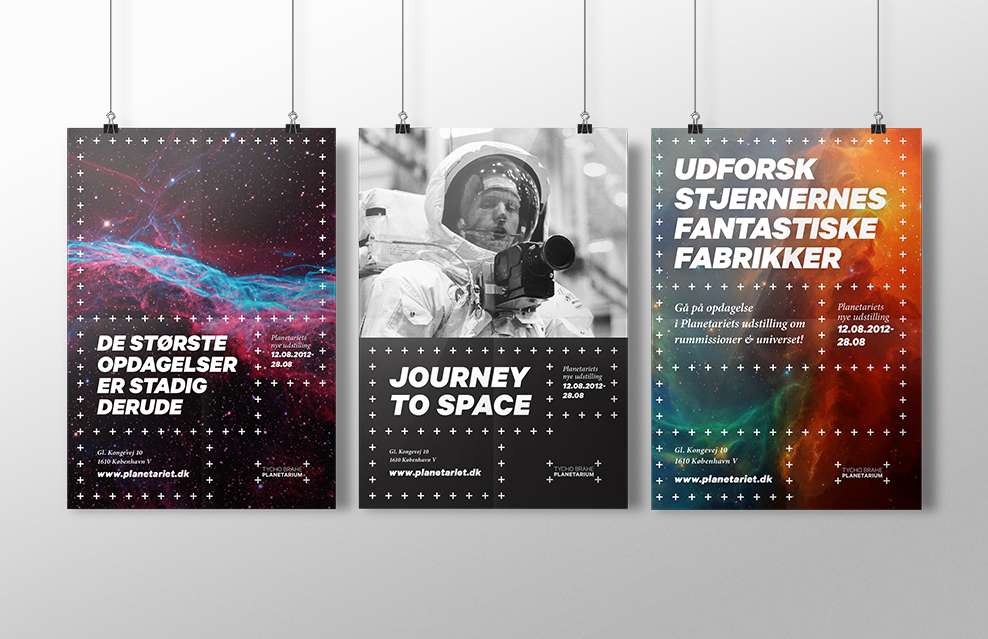 DE STØRSTE
OPDAGELSER
ER STADIG
DERUDE
Planetariets
nye udstilling
12.08.2012-
28.08
Gl. Kongevej 10
1610 København V
www.planetariet.dk
TYCHO BRAHE
PLANETARIUM
JOURNEY
TO SPACE
Planetariets
nye udstilling
12.08.2012-
28.08
Gl. Kongevej 10
1610 København V
www.planetariet.dk
TYCHO BRAHE
PLANETARIUM
UDFORSK
STJERNERNES
FANTASTISKE
FABRIKKER
Gå på opdagelse
i Planetariets udstilling om
rummissioner & universet!
Planetariets
nye udstilling
12.08.2012-
28.08
Gl. Kongevej 10
1610 København V
www.planetariet.dk
TYCHO BRAHE
PLANETARIUM